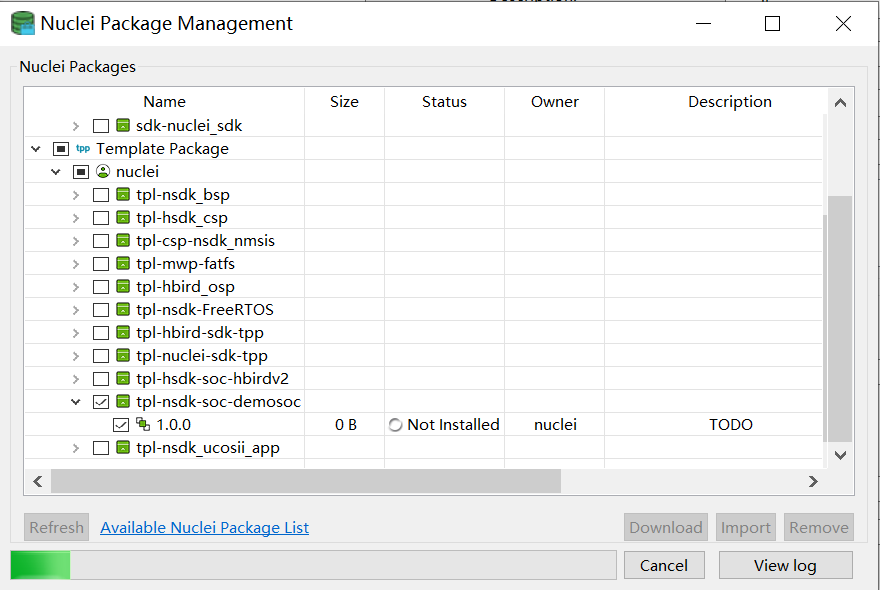 Nuclei Package Management
Nuclei Packages
Name Size Status Owner Description
sdk-nuclei_sdk
tpp Template Package
nuclei
tpl-nsdk_bsp
tpl-hsdk_csp
tpl-csp-nsdk_nmsis
tpl-mwp-fatfs
tpl-hbird_osp
tpl-nsdk-FreeRTOS
tpl-hbird-sdk-tpp
tpl-nuclei-sdk-tpp
tpl-hsdk-soc-hbirdv2
tpl-nsdk-soc-demosoc
1.0.0 0 B Not Installed nuclei TODO
tpl-nsdk_ucosii_app
Refresh Available Nuclei Package List Download Import Remove
Cancel View log